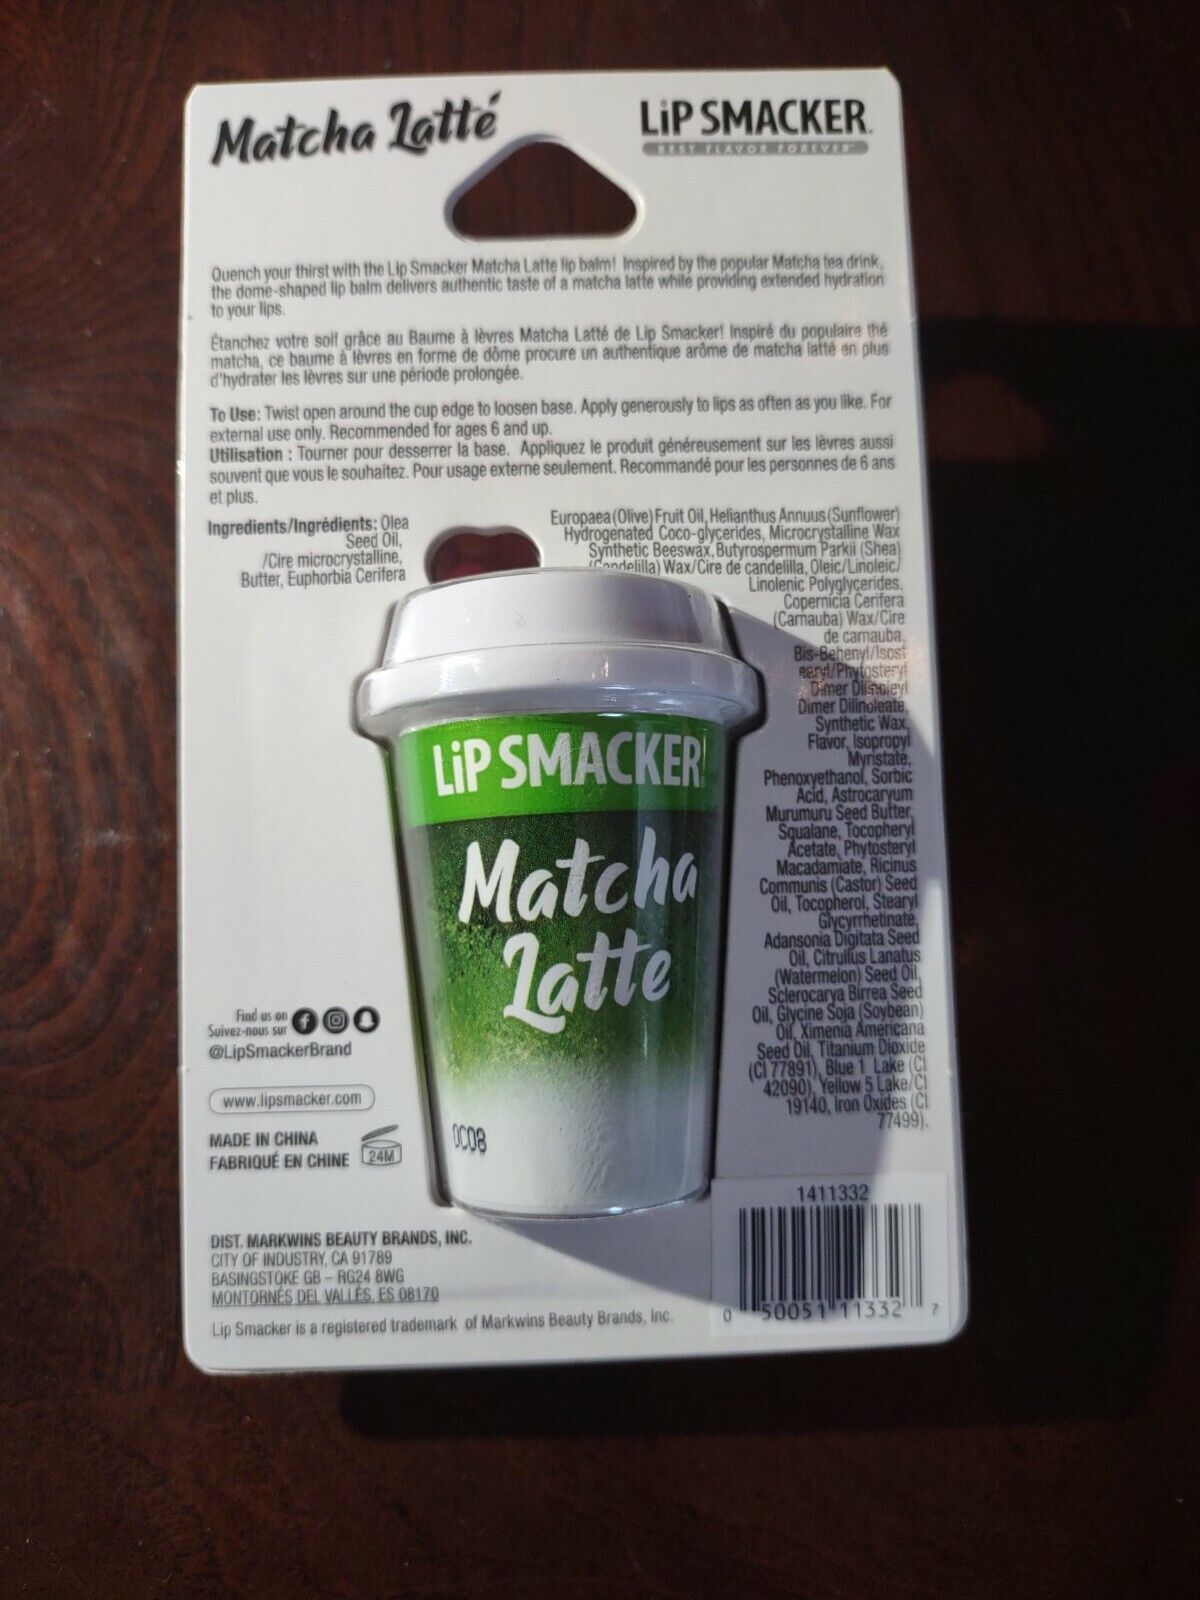 Matcha Latté
LiP SMACKER.
BEST FLAVOR FOREVER
Quench your thirst with the Lip Smacker Matcha Latte lip balm! Inspired by the popular Matcha tea drink,
the dome-shaped lip balm delivers authentic taste of a matcha latte while providing extended hydration
to your lips.
Étanchez votre soif grâce au Baume à lèvres Matcha Latté de Lip Smacker! Inspiré du populaire thé
matcha, ce baume à lèvres en forme de dôme procure un authentique arôme de matcha latté en plus
d'hydrater les lèvres sur une période prolongée.
To Use: Twist open around the cup edge to loosen base. Apply generously to lips as often as you like. For
external use only. Recommended for ages 6 and up.
Utilisation : Tourner pour desserrer la base. Appliquez le produit généreusement sur les lèvres aussi
souvent que vous le souhaitez. Pour usage externe seulement. Recommandé pour les personnes de 6 ans
et plus.
Ingredients/Ingrédients: Olea Europaea (Olive) Fruit Oil, Helianthus Annuus (Sunflower)
Seed Oil, Hydrogenated Coco-glycerides, Microcrystalline Wax
/Cire microcrystalline, Synthetic Beeswax, Butyrospermum Parkii (Shea)
Butter, Euphorbia Cerifera (Candelilla) Wax/Cire de candelilla, Oleic/Linoleic/
Linolenic Polyglycerides.
Copernicia Cerifera
(Carnauba) Wax/Cire
de carnauba,
Bis-Behenyl/Isost
earyl/Phytosteryl
Dimer Dilinoleyl
Dimer Dilinoleate,
Synthetic Wax,
Flavor, Isopropyl
Myristate,
Phenoxyethanol, Sorbic
Acid, Astrocaryum
Murumuru Seed Butter,
Squalane, Tocopheryl
Acetate, Phytosteryl
Macadamiate, Ricinus
Communis (Castor) Seed
Oil, Tocopherol, Stearyl
Glycyrrhetinate,
Adansonia Digitata Seed
Oil, Citrullus Lanatus
(Watermelon) Seed Oil,
Sclerocarya Birrea Seed
Oil, Glycine Soja (Soybean)
Oil, Ximenia Americana
Seed Oil, Titanium Dioxide
(CI 77891), Blue 1 Lake (CI
42090), Yellow 5 Lake/CI
19140, Iron Oxides (CI
77499).
LiP SMACKER
Matcha
Latte
0C08
Find us on
Suivez-nous sur
@LipSmackerBrand
www.lipsmacker.com
MADE IN CHINA
FABRIQUÉ EN CHINE
24M
DIST. MARKWINS BEAUTY BRANDS, INC.
CITY OF INDUSTRY, CA 91789
BASINGSTOKE GB – RG24 8WG
MONTORNÉS DEL VALLÉS, ES 08170
Lip Smacker is a registered trademark of Markwins Beauty Brands, Inc.
1411332
0 50051 11332 7